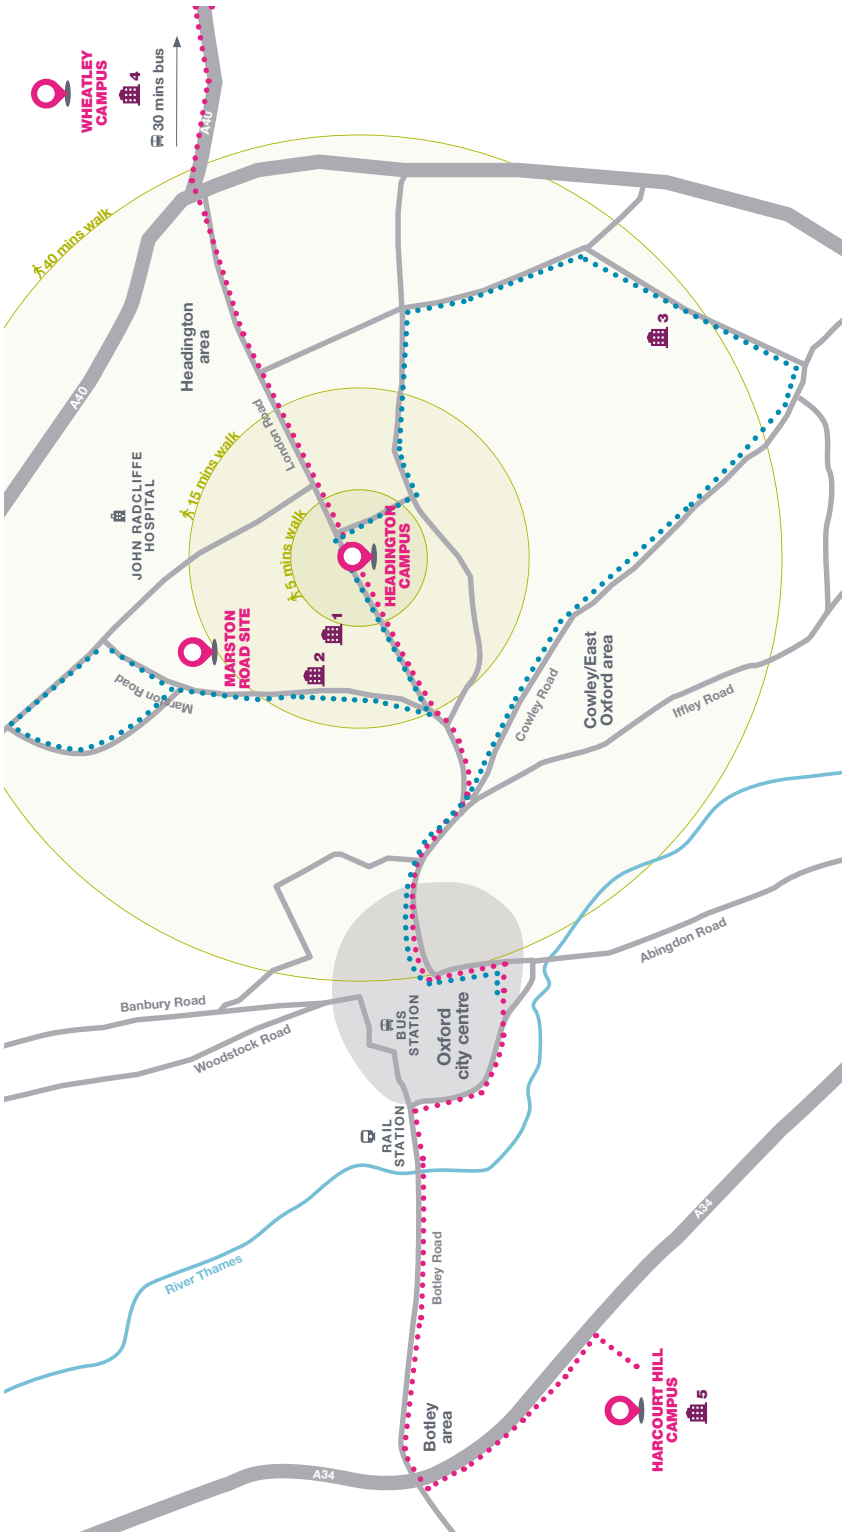 WHEATLEY
CAMPUS
4
30 mins bus
A40
40 mins walk
Headington
area
A40
3
London Road
15 mins walk
JOHN RADCLIFFE
HOSPITAL
5 mins walk
HEADINGTON
CAMPUS
1
2
MARSTON
ROAD SITE
Marston Road
Cowley/East
Oxford area
Cowley Road
Iffley Road
Abingdon Road
Banbury Road
Woodstock Road
BUS
STATION
Oxford
city centre
RAIL
STATION
River Thames
Botley Road
A34
Botley
area
A34
HARCOURT HILL
CAMPUS
5